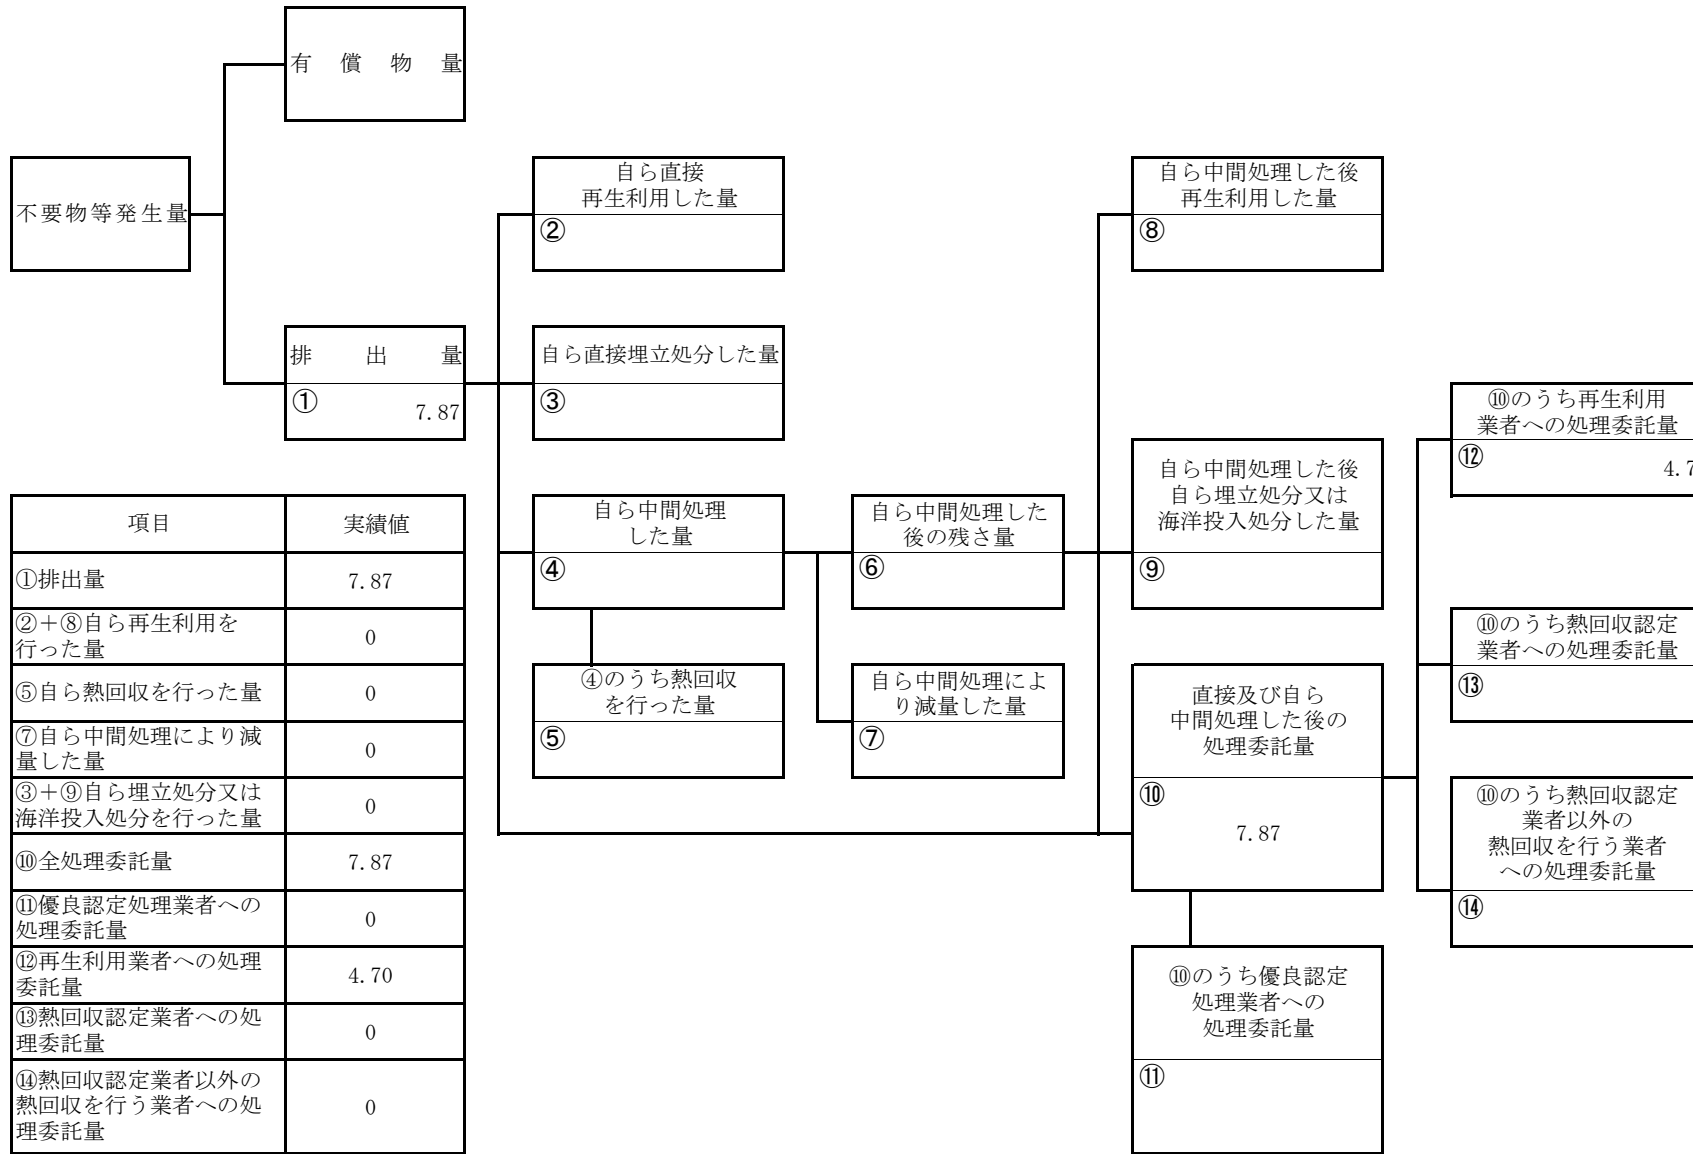 有償物量
不要物等発生量
排出量
①
7.87
自ら直接
再生利用した量
②
自ら直接埋立処分した量
③
自ら中間処理
した量
④
④のうち熱回収
を行った量
⑤
自ら中間処理した
後の残さ量
⑥
自ら中間処理によ
り減量した量
⑦
自ら中間処理した後
再生利用した量
⑧
自ら中間処理した後
自ら埋立処分又は
海洋投入処分した量
⑨
直接及び自ら
中間処理した後の
処理委託量
⑩
7.87
⑩のうち優良認定
処理業者への
処理委託量
⑪
⑩のうち再生利用
業者への処理委託量
⑫
4.7
⑩のうち熱回収認定
業者への処理委託量
⑬
⑩のうち熱回収認定
業者以外の
熱回収を行う業者
への処理委託量
⑭
項目 実績値
①排出量 7.87
②+⑧自ら再生利用を
行った量 0
⑤自ら熱回収を行った量 0
⑦自ら中間処理により減
量した量 0
③+⑨自ら埋立処分又は
海洋投入処分を行った量 0
⑩全処理委託量 7.87
⑪優良認定処理業者への
処理委託量 0
⑫再生利用業者への処理
委託量 4.70
⑬熱回収認定業者への処
理委託量 0
⑭熱回収認定業者以外の
熱回収を行う業者への処
理委託量 0